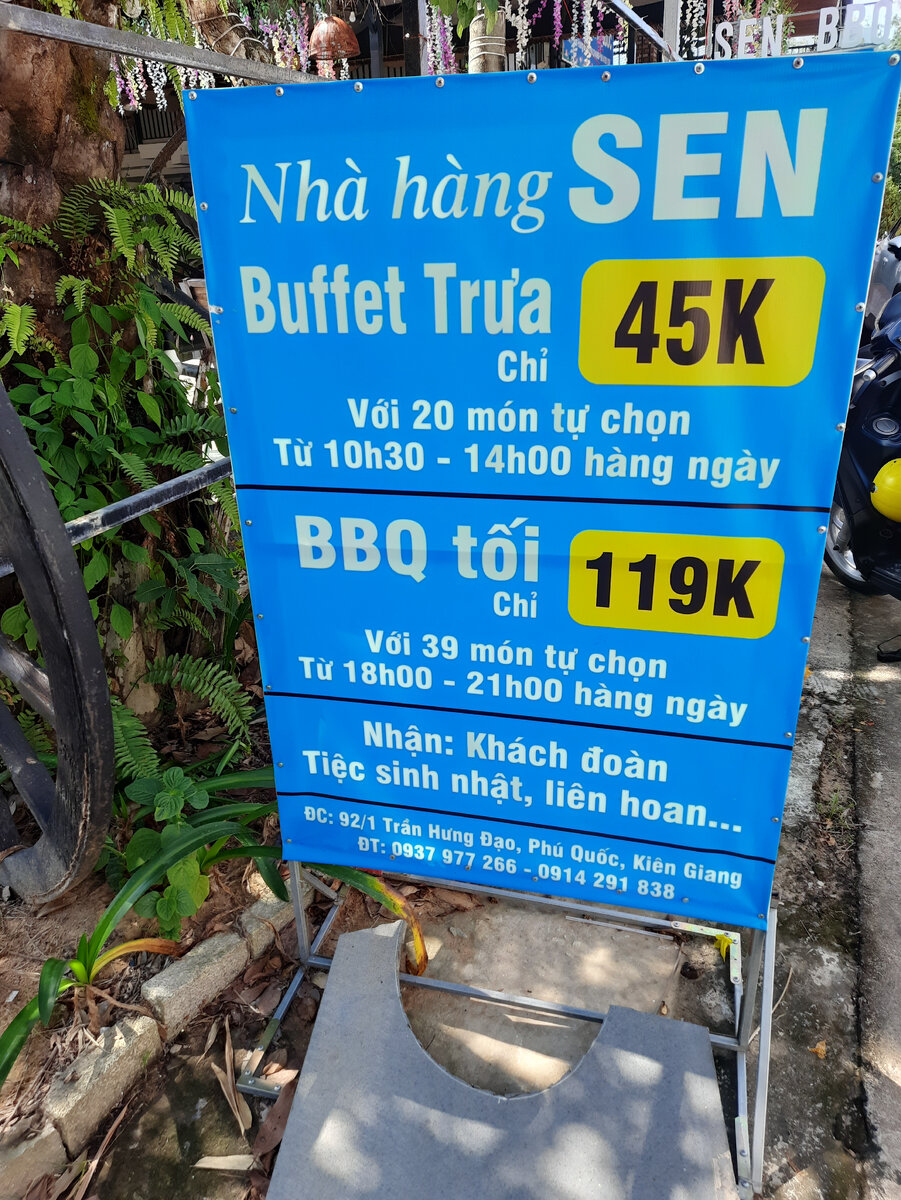 SEN BBQ
Nhà hàng SEN
Buffet Trưa 45K
Chỉ
Với 20 món tự chọn
Từ 10h30 - 14h00 hàng ngày
BBQ tối 119K
Chỉ
Với 39 món tự chọn
Từ 18h00 - 21h00 hàng ngày
Nhận: Khách đoàn
Tiệc sinh nhật, liên hoan...
ĐC: 92/1 Trần Hưng Đạo, Phú Quốc, Kiên Giang
ĐT: 0937 977 266 - 0914 291 838